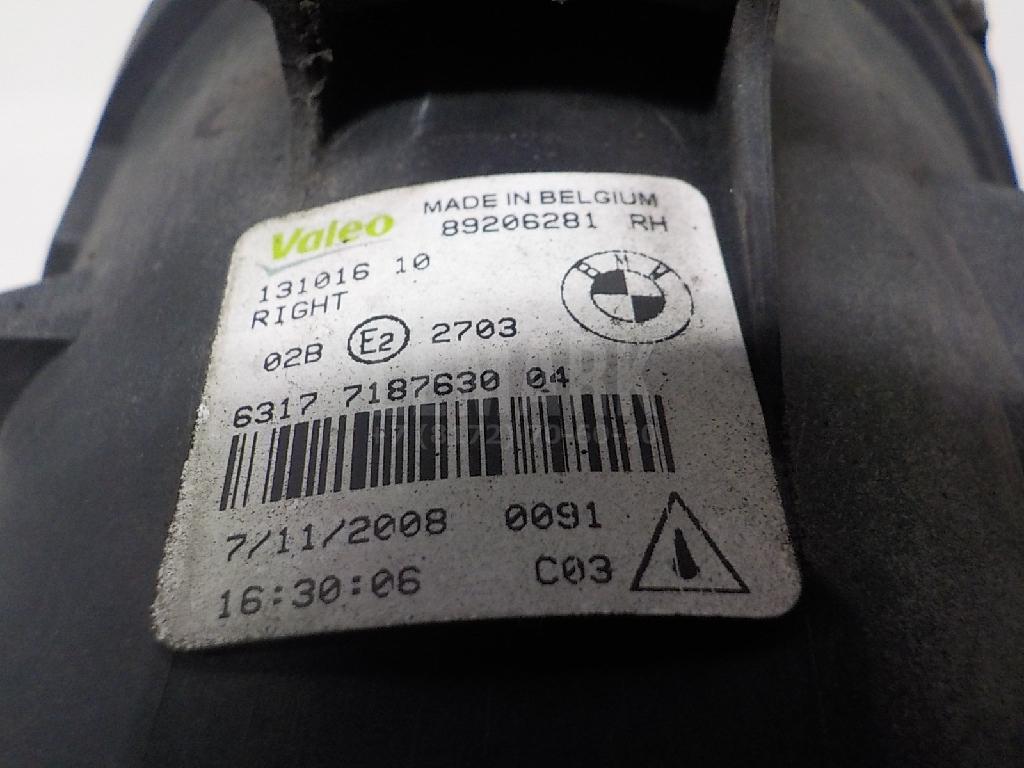 Valeo MADE IN BELGIUM
89206281 RH
131016 10
RIGHT
BMW
02B E2 2703
6317 7187630 04
7/11/2008 0091
16:30:06 C03